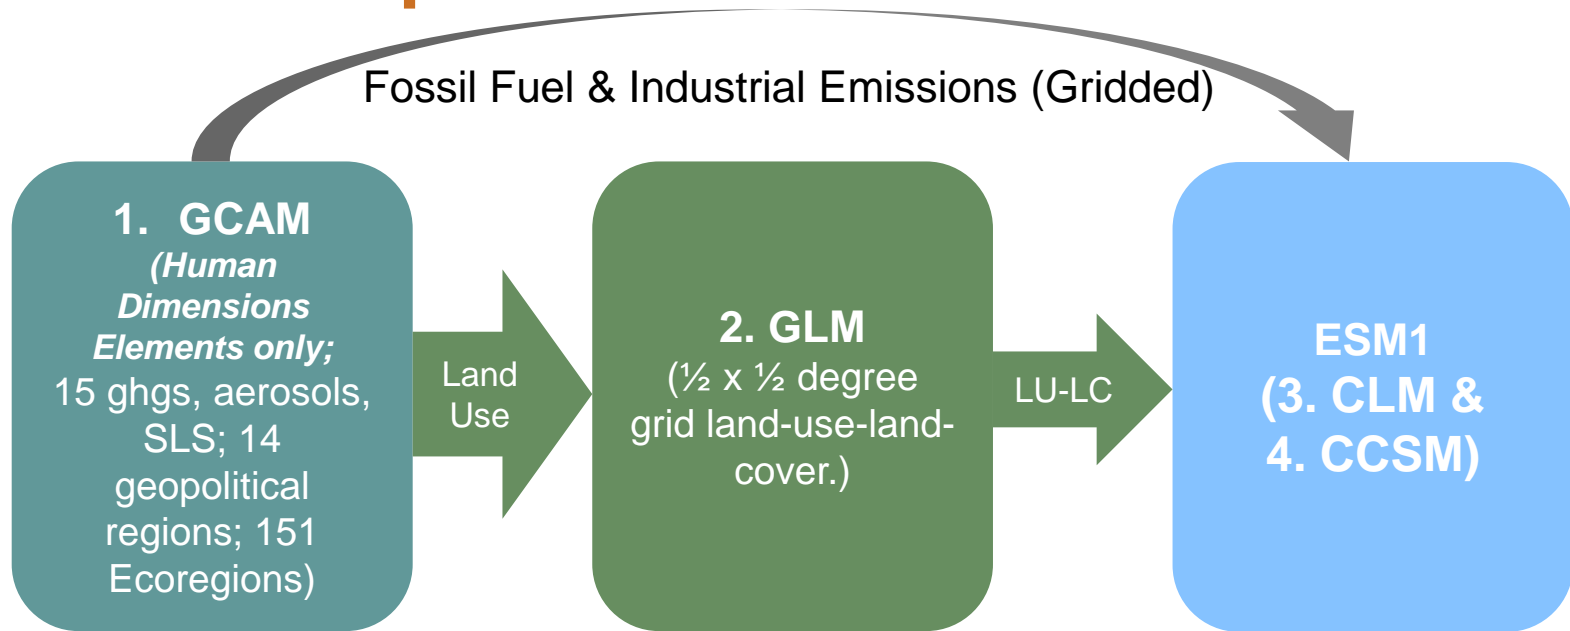 Fossil Fuel & Industrial Emissions (Gridded)
1. GCAM
(Human
Dimensions
Elements only;
15 ghgs, aerosols,
SLS; 14
geopolitical
regions; 151
Ecoregions)
Land
Use
2. GLM
(½ x ½ degree
grid land-use-land-
cover.)
LU-LC
ESM1
(3. CLM &
4. CCSM)